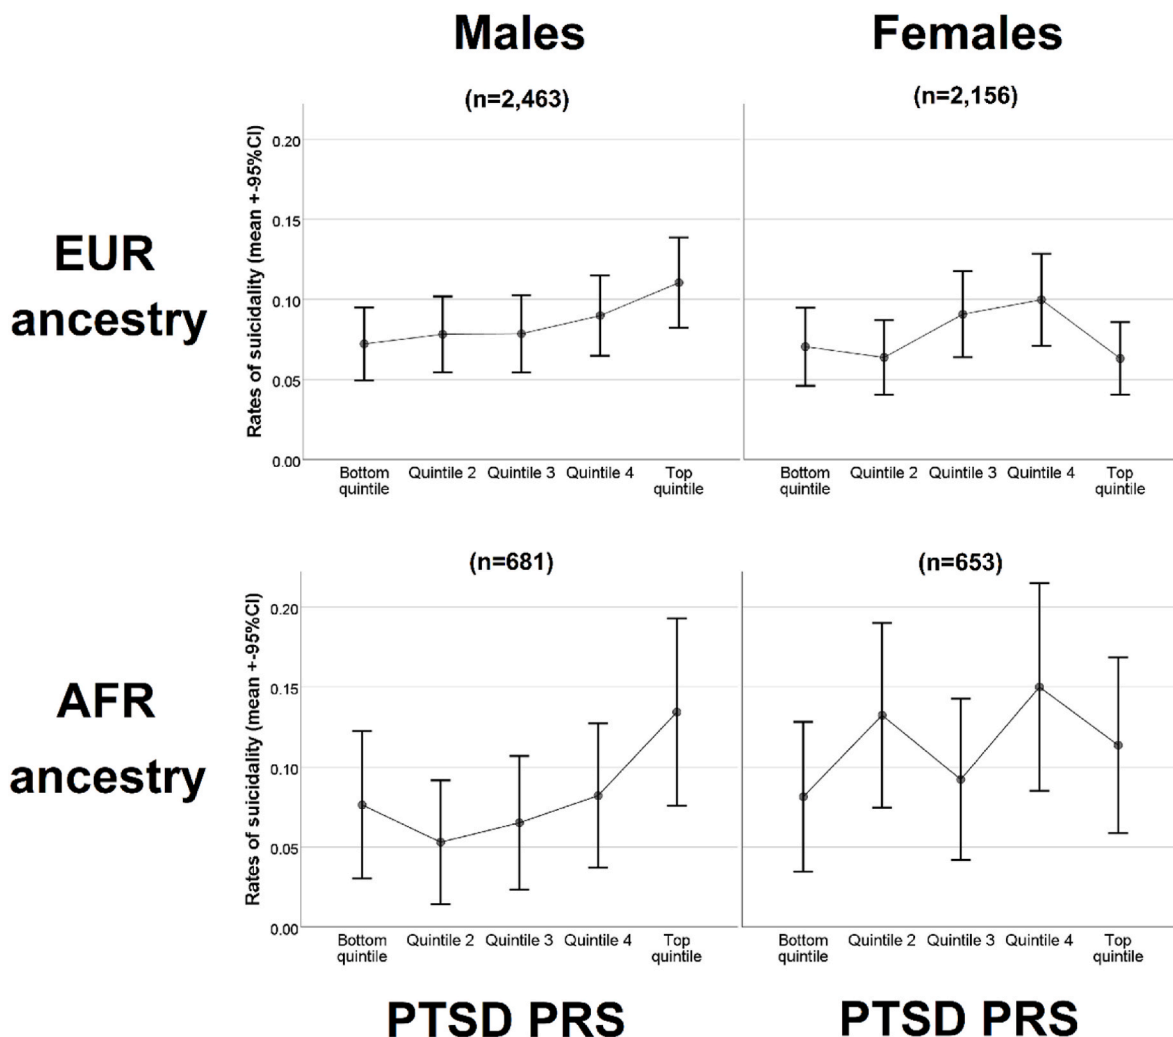 Males
Females
(n=2,463)
(n=2,156)
EUR
ancestry
Rates of suicidality (mean +-95%CI)
0.20
0.15
0.10
0.05
0.00
Bottom quintile
Quintile 2
Quintile 3
Quintile 4
Top quintile
Bottom quintile
Quintile 2
Quintile 3
Quintile 4
Top quintile
(n=681)
(n=653)
AFR
ancestry
Rates of suicidality (mean +-95%CI)
0.20
0.15
0.10
0.05
0.00
Bottom quintile
Quintile 2
Quintile 3
Quintile 4
Top quintile
Bottom quintile
Quintile 2
Quintile 3
Quintile 4
Top quintile
PTSD PRS
PTSD PRS